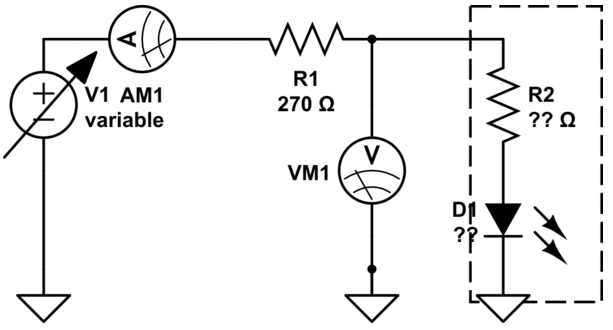 A
V1
variable
AM1
R1
270 Ω
V
VM1
R2
?? Ω
D1
??